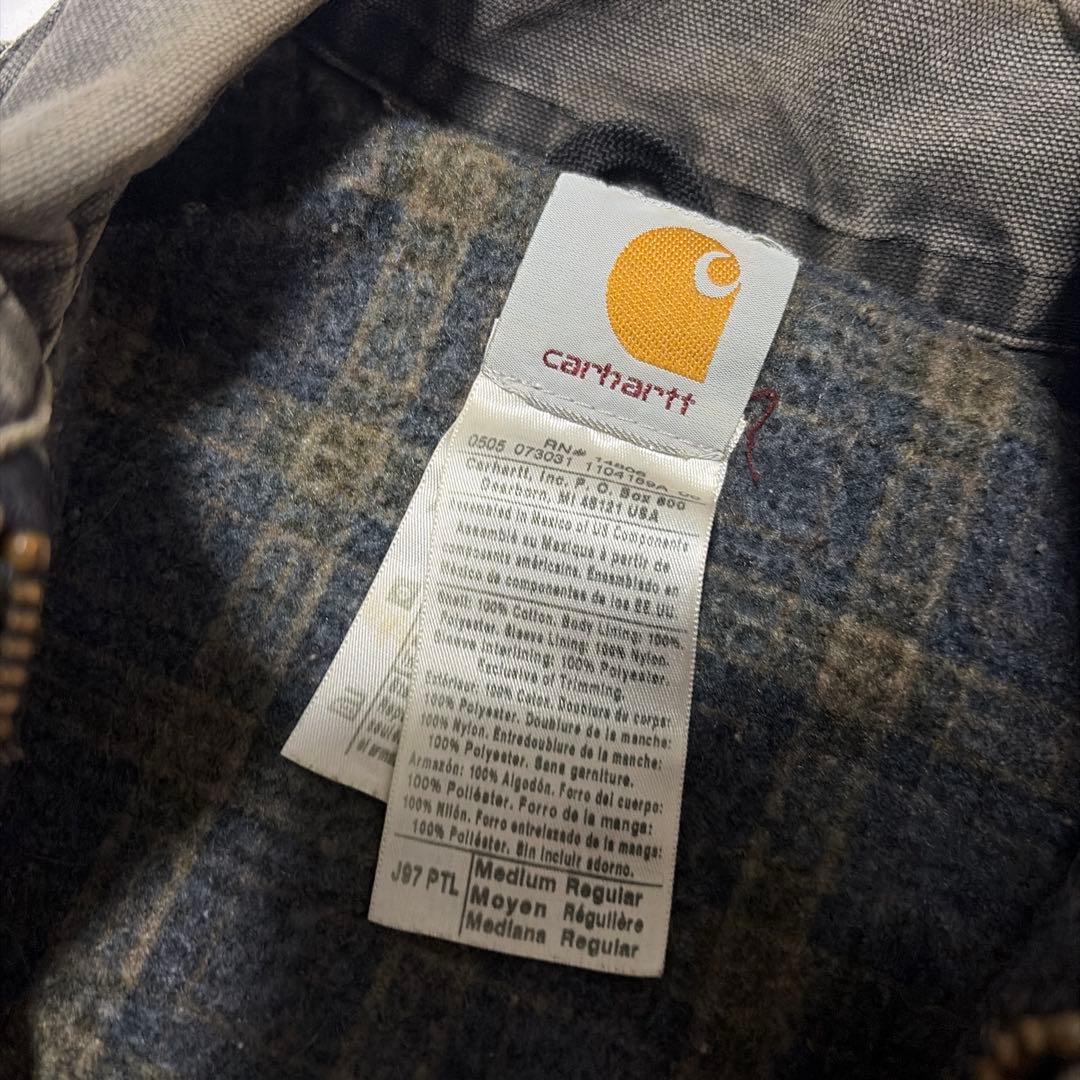 carhartt
RN# 14806
0505 073031 1104159A
Carhartt, Inc. P. O. Box 600
Dearborn, MI 48121 USA
Assembled in Mexico of US Components
Assemblé au Mexique à partir de
components américains. Ensamblado en
México de componentes de los EE.UU.
Shell: 100% Cotton. Body Lining: 100%
Polyester. Sleeve Lining: 100% Nylon.
Sleeve Interlining: 100% Polyester.
Exclusive of Trimming.
Extérieur: 100% Coton. Doublure du corps:
100% Polyester. Doublure de la manche:
100% Nylon. Entredoublure de la manche:
100% Polyester. Sans garniture.
Armazón: 100% Algodón. Forro del cuerpo:
100% Poliéster. Forro de la manga:
100% Nilón. Forro entrelazado de la manga:
100% Poliéster. Sin incluir adorno.
J97 PTL
Medium Regular
Moyen Régulière
Mediana Regular